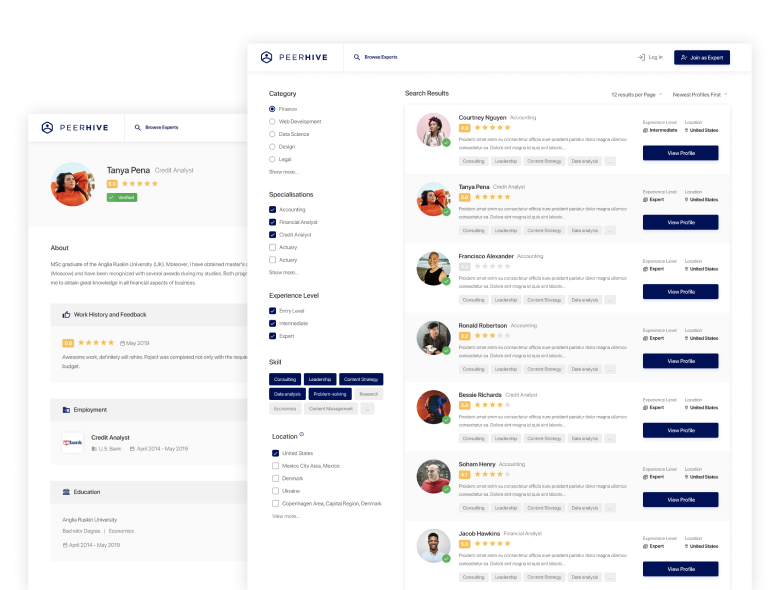 PEERHIVE
Browse Experts
Tanya Pena Credit Analyst
5.0
Verified
About
MSc graduate of the Anglia Ruskin University (UK). Moreover, I have obtained master's
(Moscow) and have been recognized with several awards during my studies. Both prog
me to obtain great knowledge in all financial aspects of business.
Work History and Feedback
5.0 May 2019
Awesome work, definitely will rehire. Poject was completed not only with the requie
budget.
Employment
usbank
Credit Analyst
U.S. Bank April 2014 - May 2019
Education
Anglia Ruskin University
Bachelor Degree | Economics
April 2014 - May 2019
PEERHIVE
Browse Experts
Log In
Join as Expert
Category
Finance
Web Development
Data Science
Design
Legal
Show more...
Specialisations
Accounting
Financial Analyst
Credit Analyst
Actuary
Actuary
Show more...
Experience Level
Entry Level
Intermediate
Expert
Skill
Consulting Leadership Content Strategy
Data analysis Problem-solving Research
Economics Content Management ...
Location
United States
Mexico City Area, Mexico
Denmark
Ukraine
Copenhagen Area, Capital Region, Denmark
View more...
Search Results
12 results per Page
Newest Profiles First
Courtney Nguyen Accounting
Proident amet enim eu consectetur officia irure proident pariatur dolor magna ullamco
consectetur ea. Dolore sint magna id quis sint laboris...
Consulting Leadership Content Strategy Data analysis ...
Experience Level Location
Intermediate United States
View Profile
Tanya Pena Credit Analyst
5.0
Proident amet enim eu consectetur officia irure proident pariatur dolor magna ullamco
consectetur ea. Dolore sint magna id quis sint laboris...
Consulting Leadership Content Strategy Data analysis ...
Experience Level Location
Expert United States
View Profile
Francisco Alexander Accounting
Proident amet enim eu consectetur officia irure proident pariatur dolor magna ullamco
consectetur ea. Dolore sint magna id quis sint laboris...
Consulting Leadership Content Strategy Data analysis ...
Experience Level Location
Expert United States
View Profile
Ronald Robertson Accounting
Proident amet enim eu consectetur officia irure proident pariatur dolor magna ullamco
consectetur ea. Dolore sint magna id quis sint laboris...
Consulting Leadership Content Strategy Data analysis ...
Experience Level Location
Expert United States
View Profile
Bessie Richards Credit Analyst
Proident amet enim eu consectetur officia irure proident pariatur dolor magna ullamco
consectetur ea. Dolore sint magna id quis sint laboris...
Consulting Leadership Content Strategy Data analysis ...
Experience Level Location
Expert United States
View Profile
Soham Henry Accounting
Proident amet enim eu consectetur officia irure proident pariatur dolor magna ullamco
consectetur ea. Dolore sint magna id quis sint laboris...
Consulting Leadership Content Strategy Data analysis ...
Experience Level Location
Expert United States
View Profile
Jacob Hawkins Financial Analyst
5.0
Proident amet enim eu consectetur officia irure proident pariatur dolor magna ullamco
consectetur ea. Dolore sint magna id quis sint laboris...
Consulting Leadership Content Strategy Data analysis ...
Experience Level Location
Expert United States
View Profile